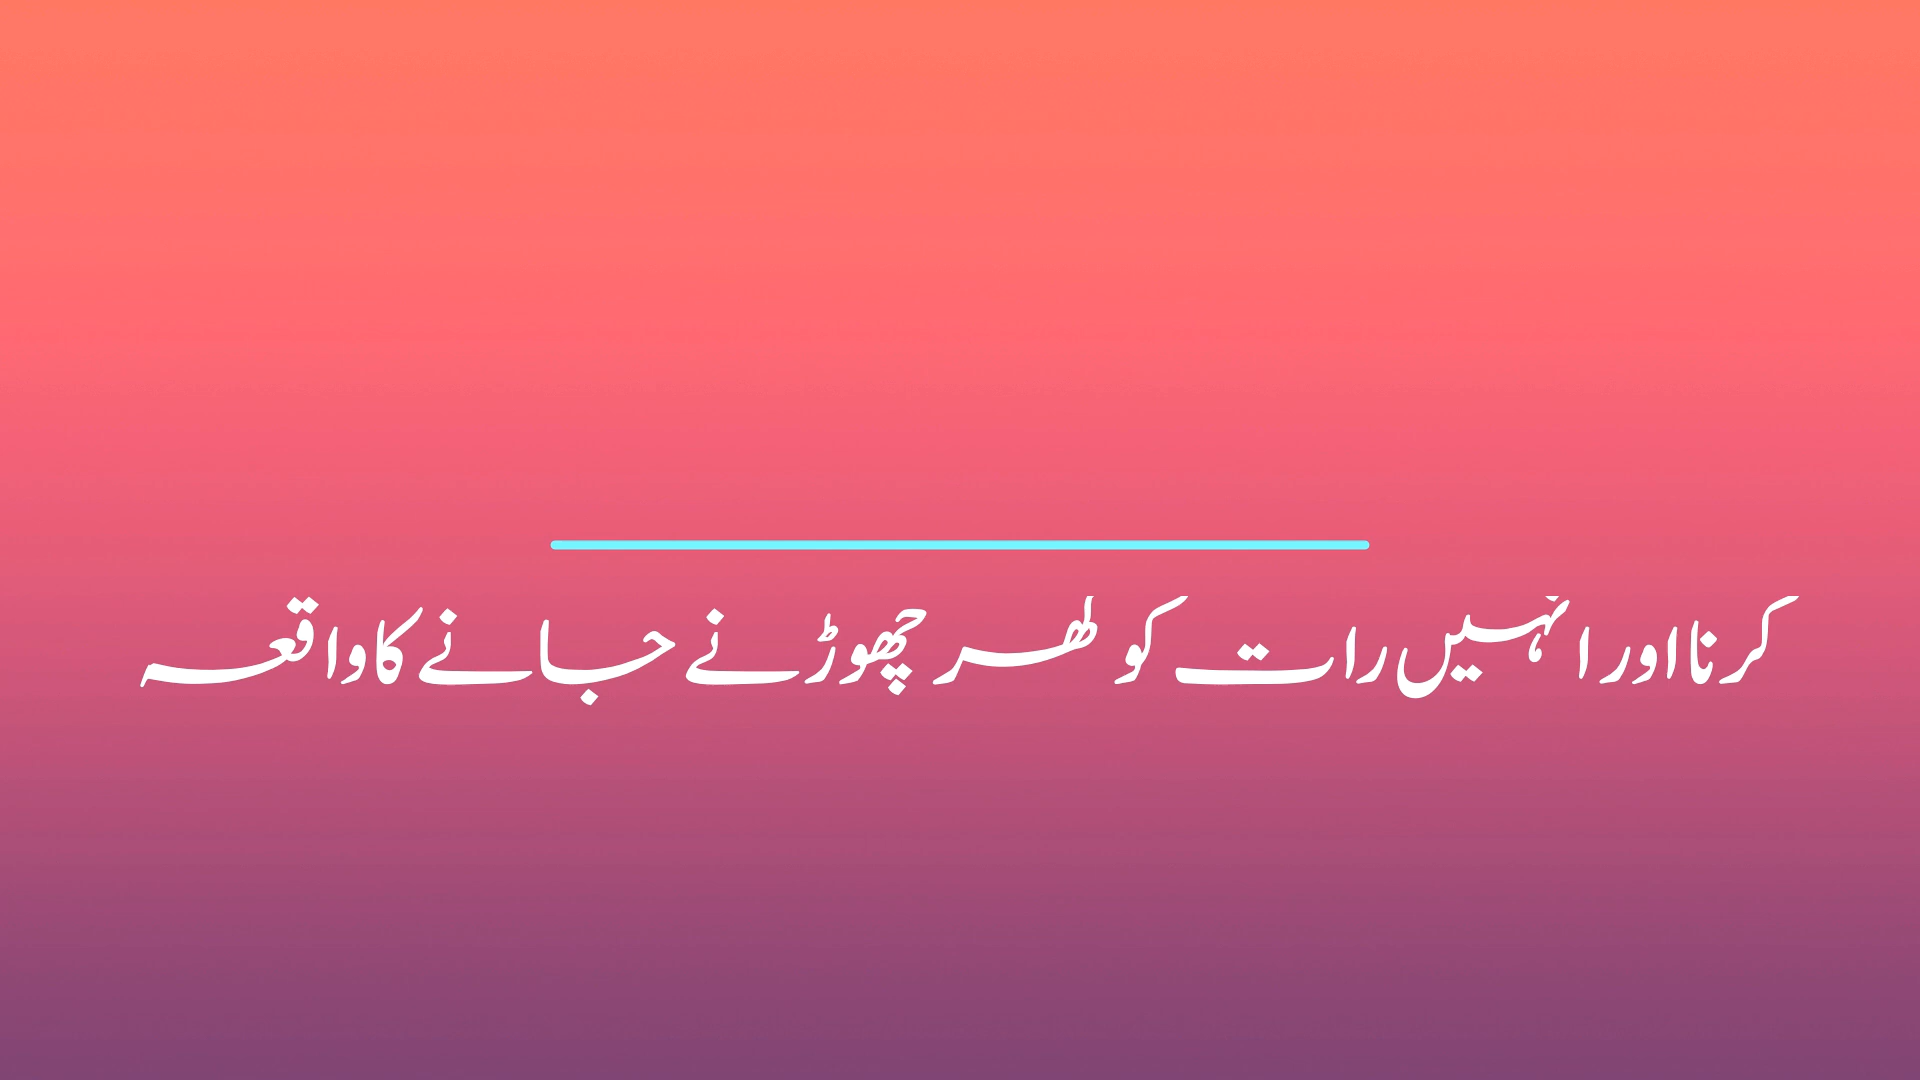 کرنا اور انہیں رات کو گھر چھوڑنے جانے کا واقعہ